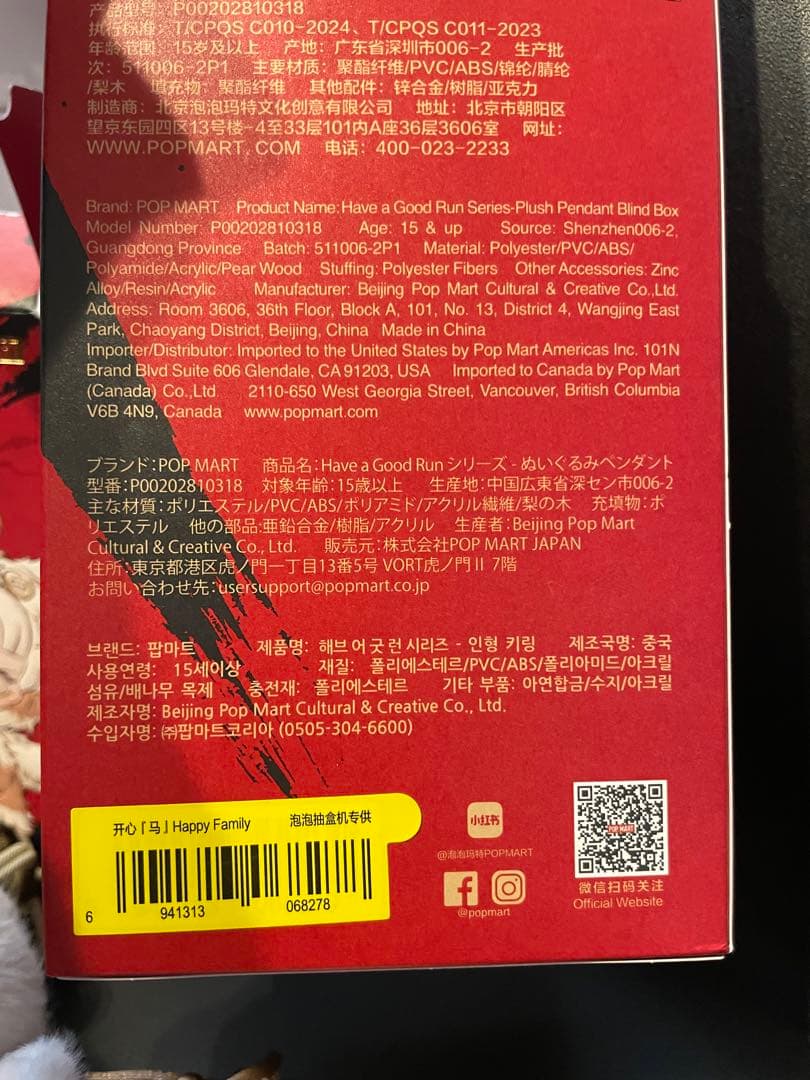 产品型号: P00202810318
执行标准: T/CPQS C010-2024、T/CPQS C011-2023
年龄范围: 15岁及以上 产地: 广东省深圳市006-2 生产批
次: 511006-2P1 主要材质: 聚酯纤维/PVC/ABS/锦纶/腈纶
/梨木 填充物: 聚酯纤维 其他配件: 锌合金/树脂/亚克力
制造商: 北京泡泡玛特文化创意有限公司 地址: 北京市朝阳区
望京东园四区13号楼-4至33层101内A座36层3606室 网址:
WWW.POPMART.COM 电话: 400-023-2233
Brand: POP MART Product Name: Have a Good Run Series-Plush Pendant Blind Box
Model Number: P00202810318 Age: 15 & up Source: Shenzhen006-2,
Guangdong Province Batch: 511006-2P1 Material: Polyester/PVC/ABS/
Polyamide/Acrylic/Pear Wood Stuffing: Polyester Fibers Other Accessories: Zinc
Alloy/Resin/Acrylic Manufacturer: Beijing Pop Mart Cultural & Creative Co.,Ltd.
Address: Room 3606, 36th Floor, Block A, 101, No. 13, District 4, Wangjing East
Park, Chaoyang District, Beijing, China Made in China
Importer/Distributor: Imported to the United States by Pop Mart Americas Inc. 101N
Brand Blvd Suite 606 Glendale, CA 91203, USA Imported to Canada by Pop Mart
(Canada) Co.,Ltd 2110-650 West Georgia Street, Vancouver, British Columbia
V6B 4N9, Canada www.popmart.com
ブランド:POP MART 商品名:Have a Good Run シリーズ - ぬいぐるみペンダント
型番:P00202810318 対象年齢:15歳以上 生産地:中国広東省深セン市006-2
主な材質:ポリエステル/PVC/ABS/ポリアミド/アクリル繊維/梨の木 充填物:ポ
リエステル 他の部品:亜鉛合金/樹脂/アクリル 生産者:Beijing Pop Mart
Cultural & Creative Co., Ltd. 販売元:株式会社POP MART JAPAN
住所:東京都港区虎ノ門一丁目13番5号 VORT虎ノ門Ⅱ 7階
お問い合わせ先:usersupport@popmart.co.jp
브랜드: 팝마트 제품명: 해브 어 굿 런 시리즈 - 인형 키링 제조국명: 중국
사용연령: 15세이상 재질: 폴리에스테르/PVC/ABS/폴리아미드/아크릴
섬유/배나무 목제 충전재: 폴리에스테르 기타 부품: 아연합금/수지/아크릴
제조자명: Beijing Pop Mart Cultural & Creative Co., Ltd.
수입자명: ㈜팝마트코리아 (0505-304-6600)
开心『马』Happy Family 泡泡抽盒机专供
6 941313 068278
小红书
@泡泡玛特POPMART
@popmart
POP MART
微信扫码关注
Official Website